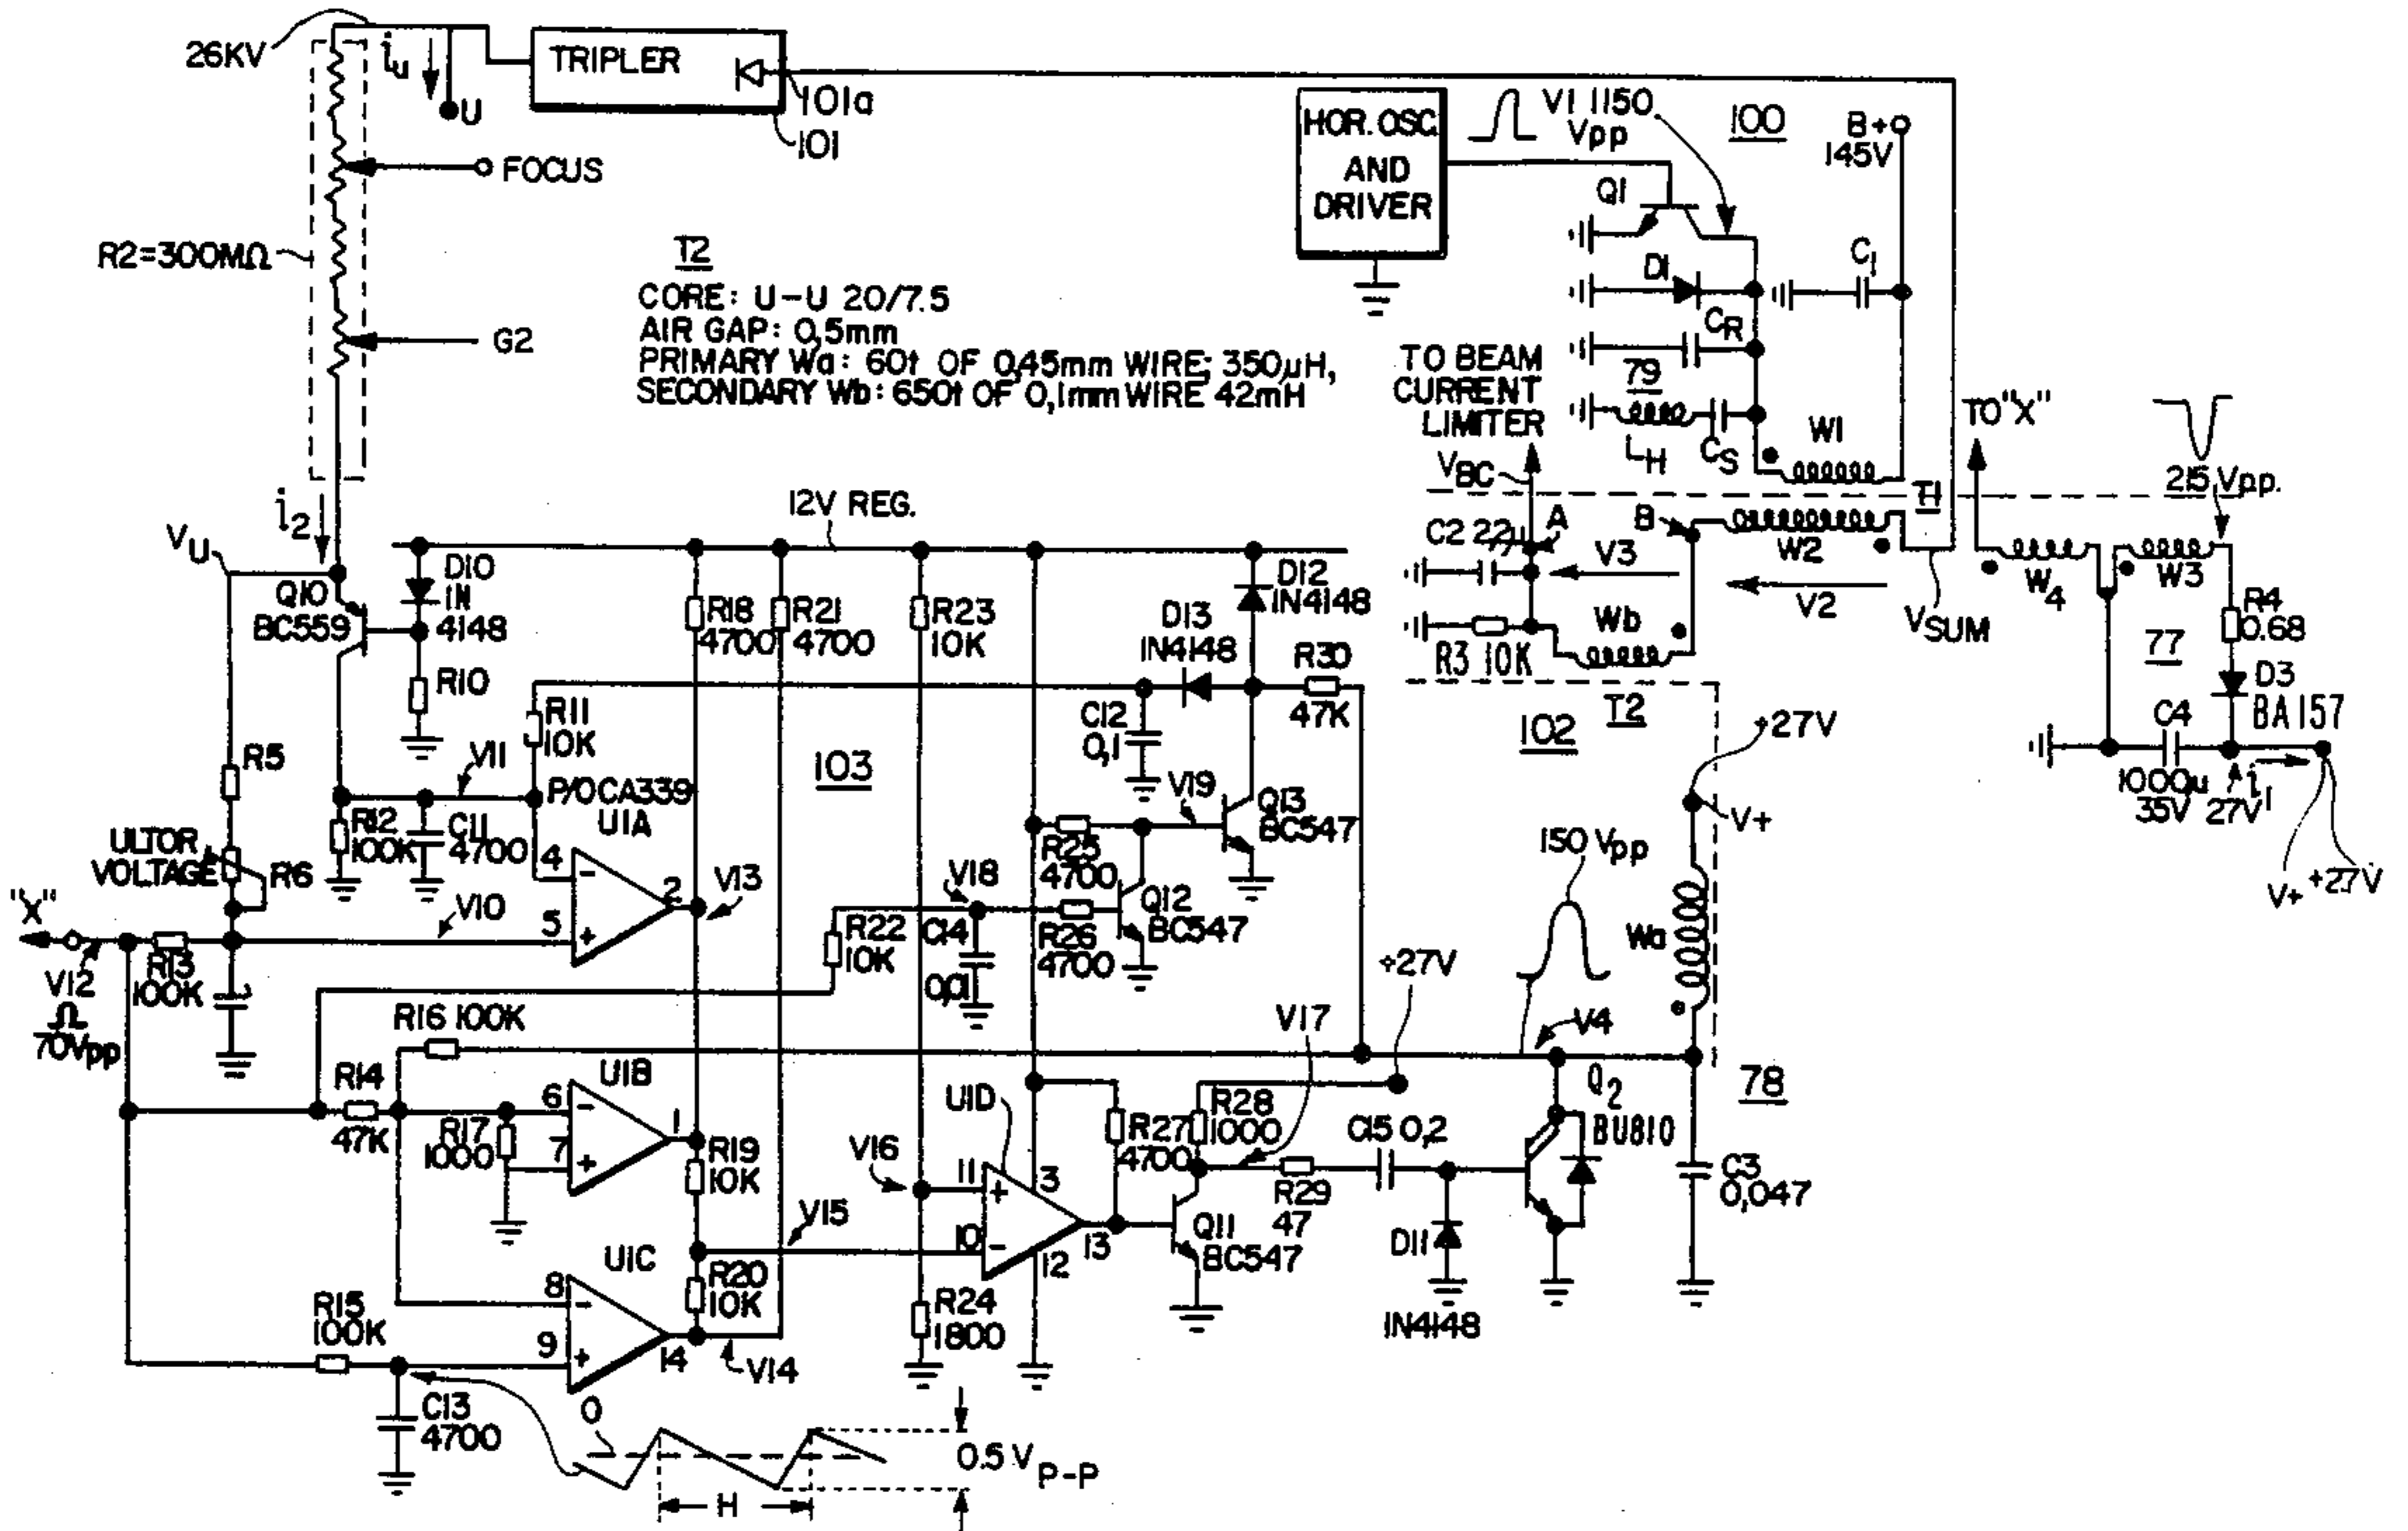 26KV
iu
U
TRIPLER
101a
101
FOCUS
R2=300MΩ
G2
T2
CORE: U-U 20/7.5
AIR GAP: 0,5mm
PRIMARY Wa: 60t OF 0,45mm WIRE; 350μH,
SECONDARY Wb: 650t OF 0,1mm WIRE 42mH
HOR. OSC.
AND
DRIVER
V1 1150
Vpp
100
B+
145V
Q1
D1
C1
CR
79
LH
CS
W1
TO BEAM
CURRENT
LIMITER
VBC
TO "X"
215 Vpp.
T1
C2 22μ
A
B
V3
W2
V2
VSUM
R3 10K
Wb
W4
W3
R4
0.68
77
D3
BA157
C4
1000μ
35V
27V
i1
V+
+27V
i2
VU
12V REG.
Q10
BC559
D10
1N
4148
R10
R18
4700
R21
4700
R23
10K
D12
1N4148
D13
1N4148
R30
47K
T2
102
+27V
V+
R11
10K
C12
0,1
103
R5
V11
P/O CA339
U1A
V19
Q13
BC547
R12
100K
C11
4700
R25
4700
150 Vpp
ULTOR
VOLTAGE
R6
4
-
2
V13
V18
Q12
BC547
Wa
"X"
V10
5
+
R22
10K
C14
0,01
R26
4700
+27V
V12
70Vpp
R13
100K
R16 100K
V17
V4
R14
47K
U1B
6
-
1
7
+
R17
1000
U1D
R27
4700
R28
1000
C15 0,2
Q2
BU810
78
R19
10K
V16
11
+
3
R29
47
C3
0,047
V15
10
-
12
13
Q11
BC547
D11
1N4148
U1C
8
-
R20
10K
R15
100K
9
+
14
V14
R24
1800
C13
4700
0
0.5 VP-P
H